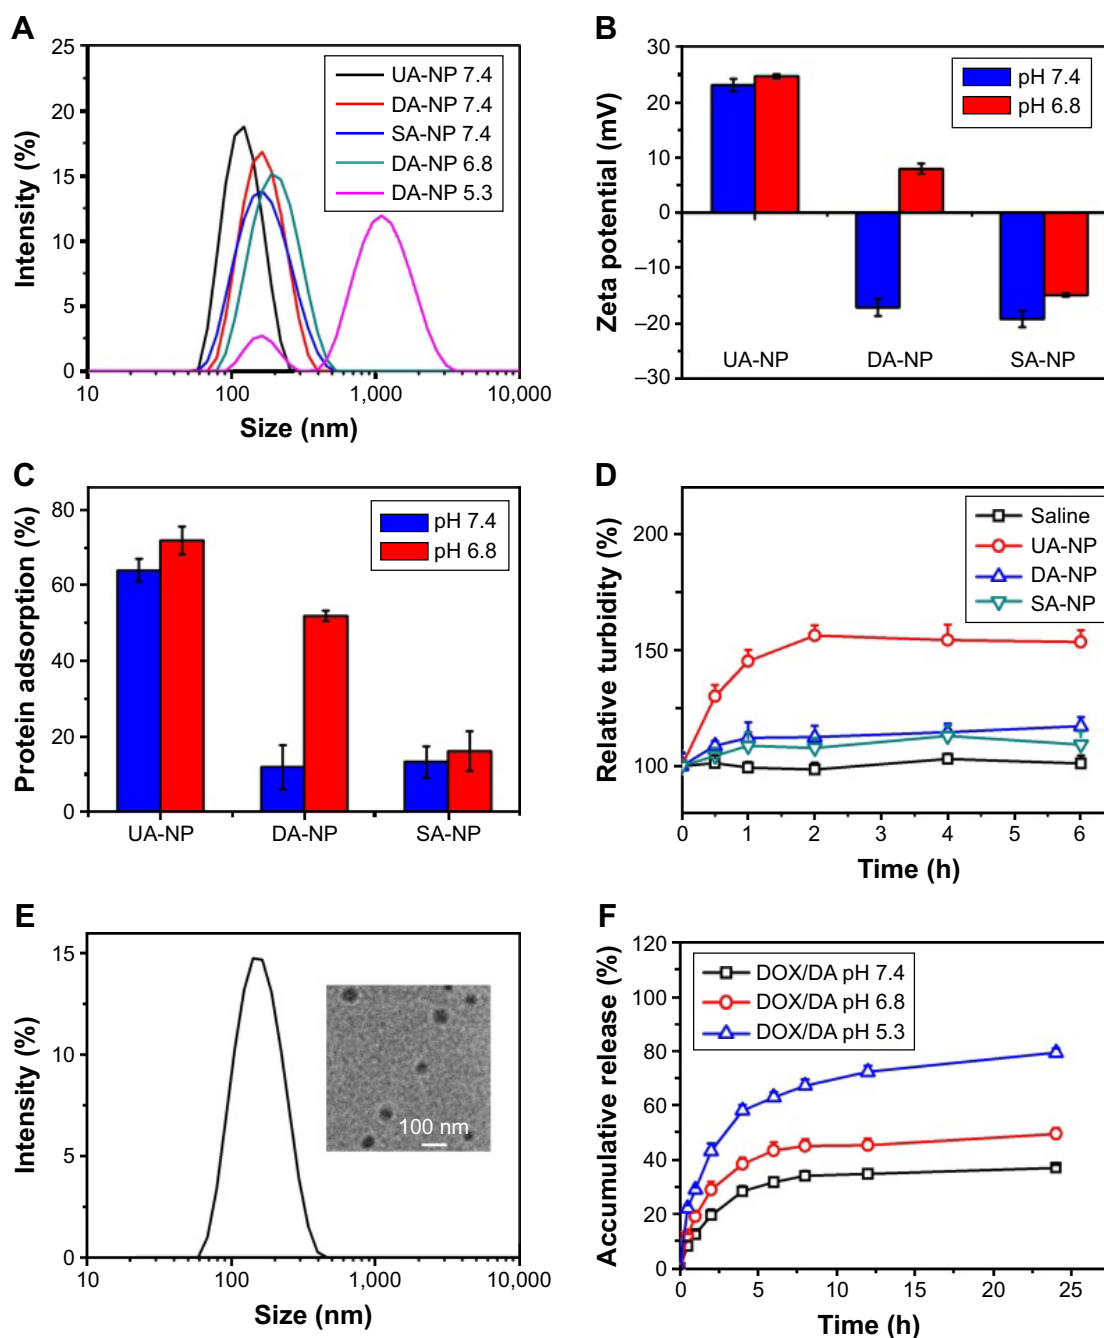 A
25
20
15
10
5
0
Intensity (%)
UA-NP 7.4
DA-NP 7.4
SA-NP 7.4
DA-NP 6.8
DA-NP 5.3
10
100
1,000
10,000
Size (nm)
B
30
20
10
0
–10
–20
–30
Zeta potential (mV)
pH 7.4
pH 6.8
UA-NP
DA-NP
SA-NP
C
80
60
40
20
0
Protein adsorption (%)
pH 7.4
pH 6.8
UA-NP
DA-NP
SA-NP
D
200
150
100
Relative turbidity (%)
Saline
UA-NP
DA-NP
SA-NP
0
1
2
3
4
5
6
Time (h)
E
15
10
5
0
Intensity (%)
100 nm
10
100
1,000
10,000
Size (nm)
F
120
100
80
60
40
20
0
Accumulative release (%)
DOX/DA pH 7.4
DOX/DA pH 6.8
DOX/DA pH 5.3
0
5
10
15
20
25
Time (h)